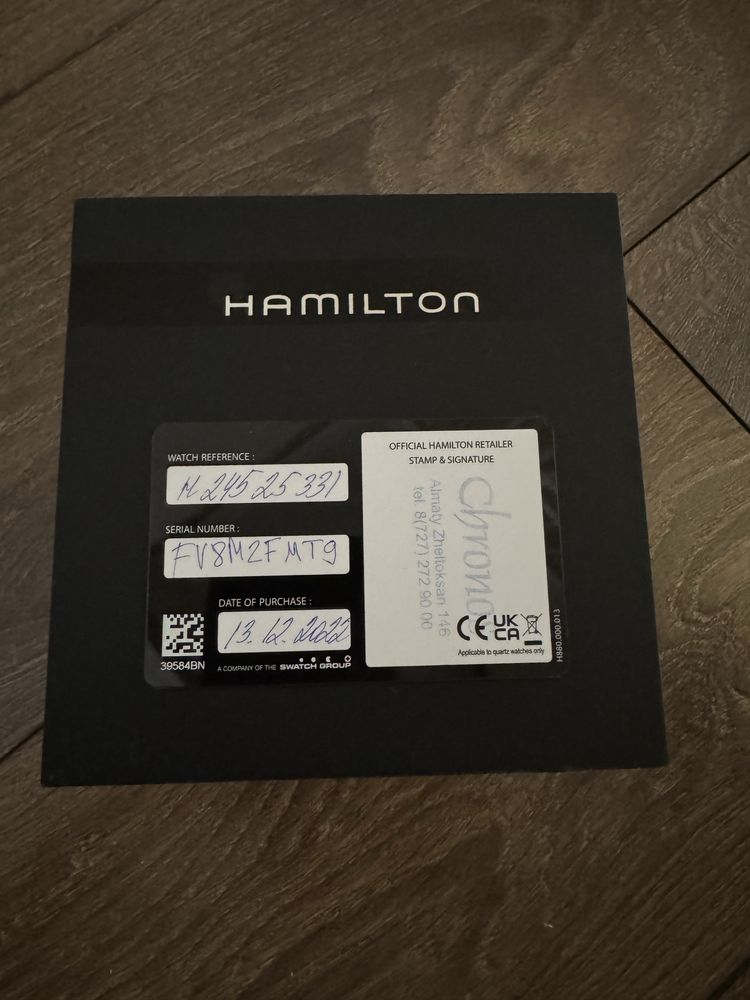 HAMILTON
WATCH REFERENCE :
M 245 25 331
SERIAL NUMBER :
FV8M2FMT9
DATE OF PURCHASE :
13.12.2022
39584BN
A COMPANY OF THE SWATCH GROUP
OFFICIAL HAMILTON RETAILER
STAMP & SIGNATURE
Chrono
Almaty Zheltoksan 146
tel. 8(727) 272 90 00
CE UK
CA
Applicable to quartz watches only
H880.000.013